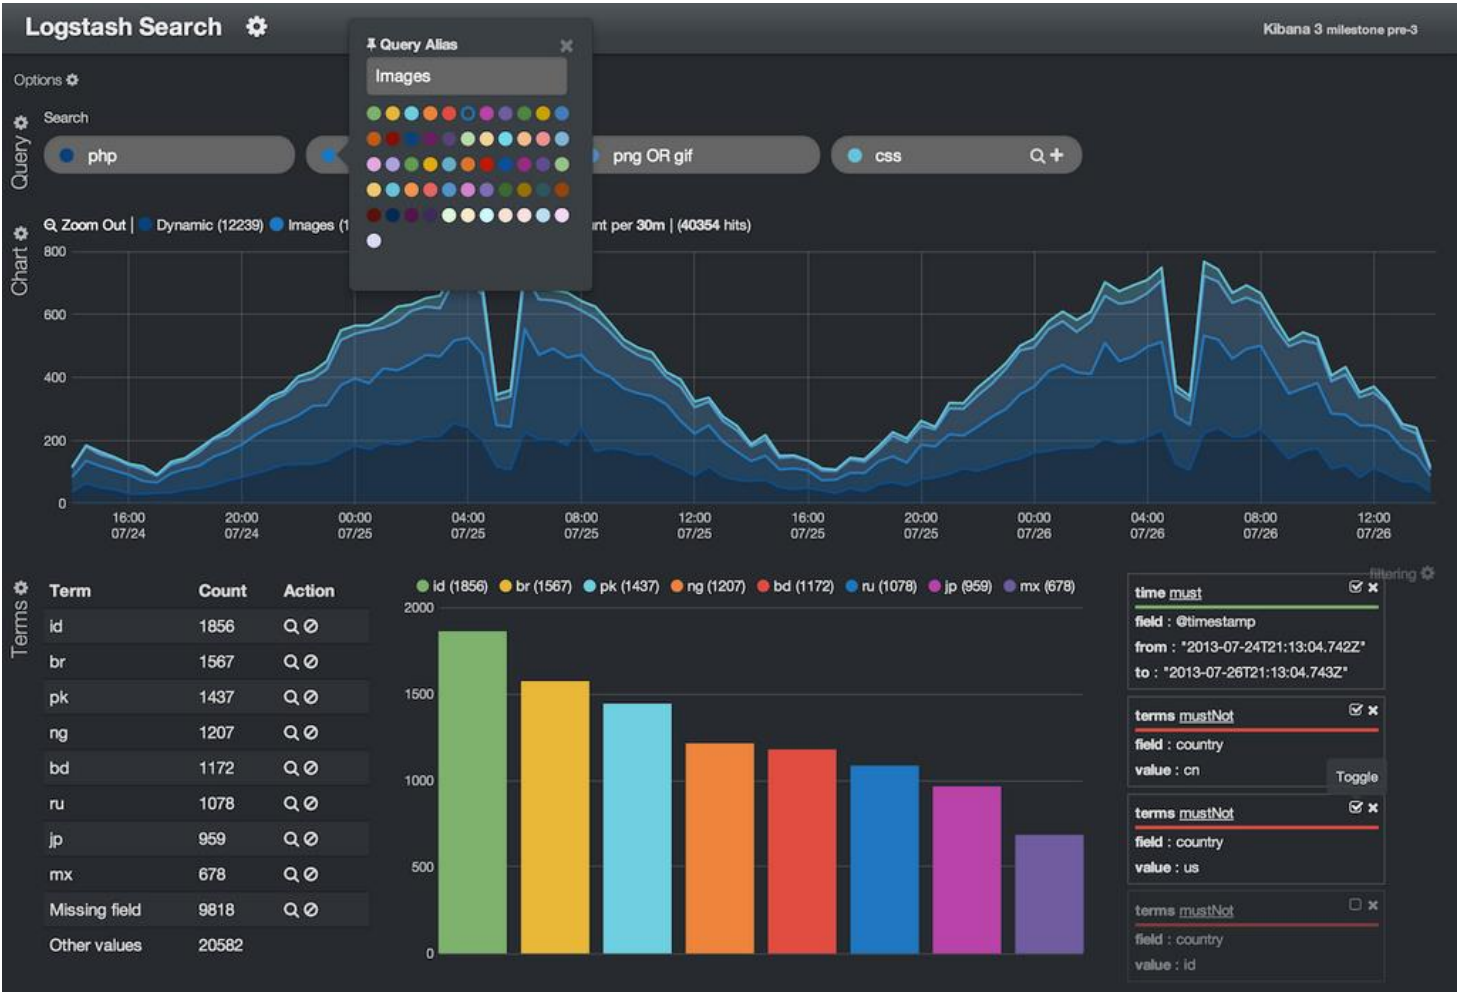 Logstash Search
Kibana 3 milestone pre-3
Query Alias
Images
Options
Query
Search
php
png OR gif
css
Chart
Zoom Out | Dynamic (12239) Images (1
nt per 30m | (40354 hits)
800
600
400
200
0
16:00 20:00 00:00 04:00 08:00 12:00 16:00 20:00 00:00 04:00 08:00 12:00
07/24 07/24 07/25 07/25 07/25 07/25 07/25 07/25 07/26 07/26 07/26 07/26
Terms
Term Count Action
id 1856
br 1567
pk 1437
ng 1207
bd 1172
ru 1078
jp 959
mx 678
Missing field 9818
Other values 20582
id (1856) br (1567) pk (1437) ng (1207) bd (1172) ru (1078) jp (959) mx (678)
2000
1500
1000
500
0
filtering
time must
field : @timestamp
from : "2013-07-24T21:13:04.742Z"
to : "2013-07-26T21:13:04.743Z"
terms mustNot
field : country
value : cn
Toggle
terms mustNot
field : country
value : us
terms mustNot
field : country
value : id